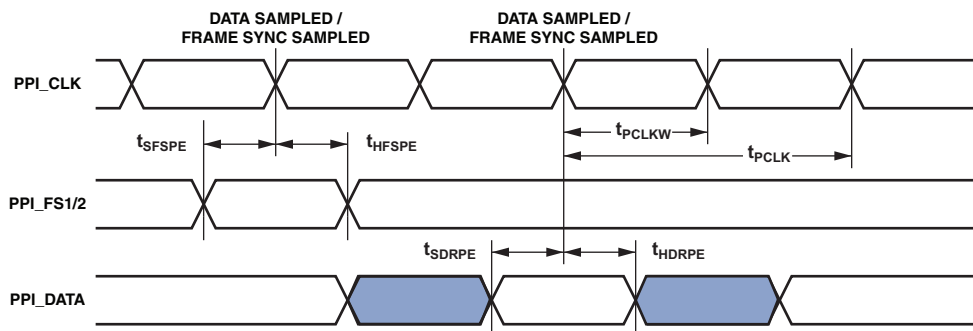 DATA SAMPLED /
FRAME SYNC SAMPLED
DATA SAMPLED /
FRAME SYNC SAMPLED
PPI_CLK
tPCLKW
tSFSPE
tHFSPE
tPCLK
PPI_FS1/2
tSDRPE
tHDRPE
PPI_DATA